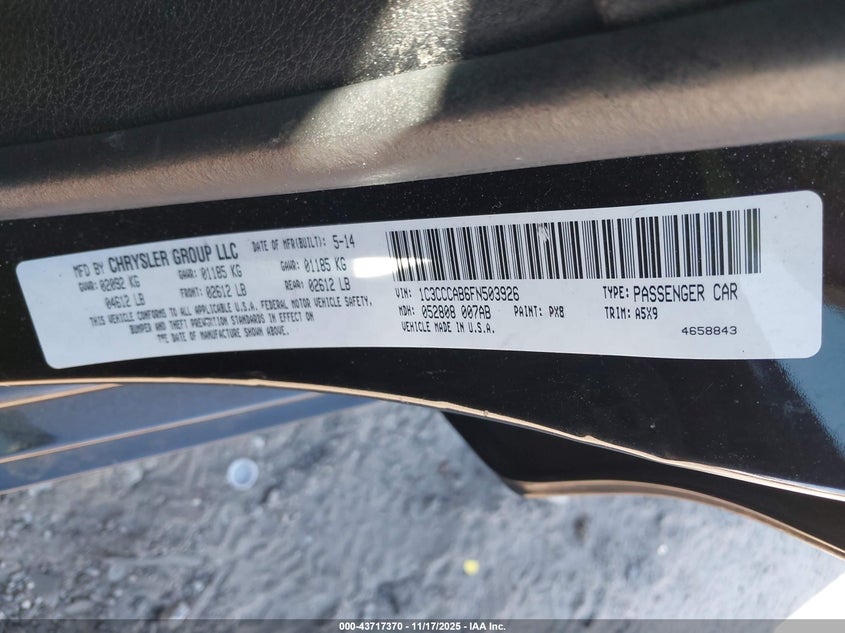 MFD BY CHRYSLER GROUP LLC DATE OF MFR(BUILT): 5-14
GVWR: 02092 KG GAWR: 01185 KG GAWR: 01185 KG
04612 LB FRONT: 02612 LB REAR: 02612 LB
THIS VEHICLE CONFORMS TO ALL APPLICABLE U.S.A. FEDERAL MOTOR VEHICLE SAFETY,
BUMPER AND THEFT PREVENTION STANDARDS IN EFFECT ON
THE DATE OF MANUFACTURE SHOWN ABOVE.
VIN: 1C3CCCAB6FN503926 TYPE: PASSENGER CAR
MDH: 052808 007AB PAINT: PX8 TRIM: A5X9
VEHICLE MADE IN U.S.A. 4658843
000-43717370 | 11/17/2025 - IAA Inc.